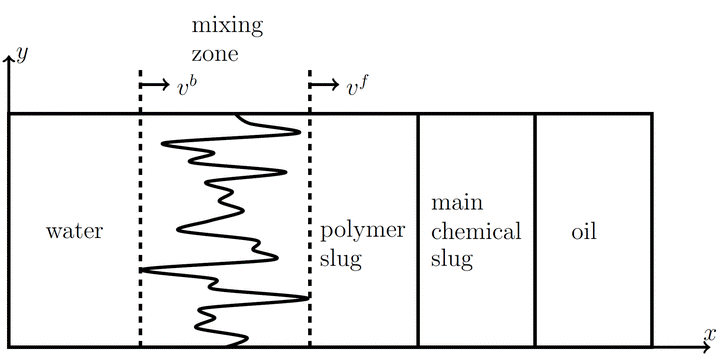 mixing
zone
y
v^b
v^f
water
polymer
slug
main
chemical
slug
oil
x